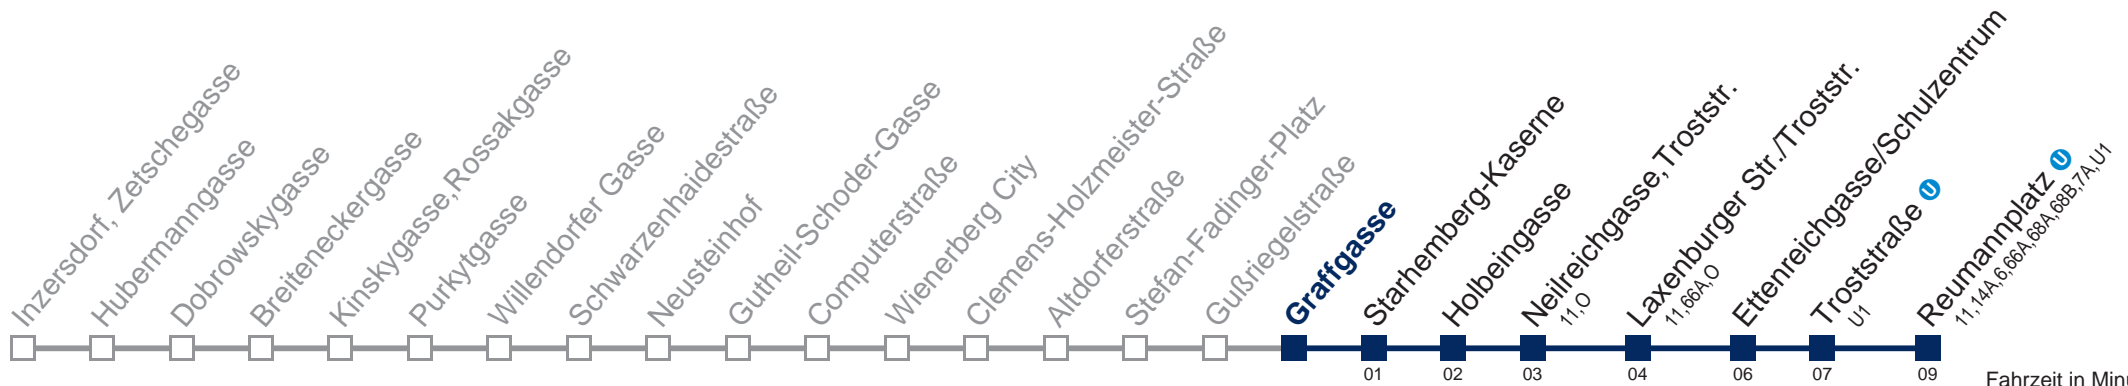 Inzersdorf, Zetschegasse
Hubermanngasse
Dobrowskygasse
Breiteneckergasse
Kinskygasse,Rossakgasse
Purkytgasse
Willendorfer Gasse
Schwarzenhaidestraße
Neusteinhof
Gutheil-Schoder-Gasse
Computerstraße
Wienerberg City
Clemens-Holzmeister-Straße
Altdorferstraße
Stefan-Fadinger-Platz
Gußriegelstraße
Graffgasse
Starhemberg-Kaserne
Holbeingasse
Neilreichgasse,Troststr.
11,O
Laxenburger Str./Troststr.
11,66A,O
Ettenreichgasse/Schulzentrum
Troststraße U
U1
Reumannplatz U
11,14A,6,66A,68A,68B,7A,U1
01 02 03 04 06 07 09
Fahrzeit in Min